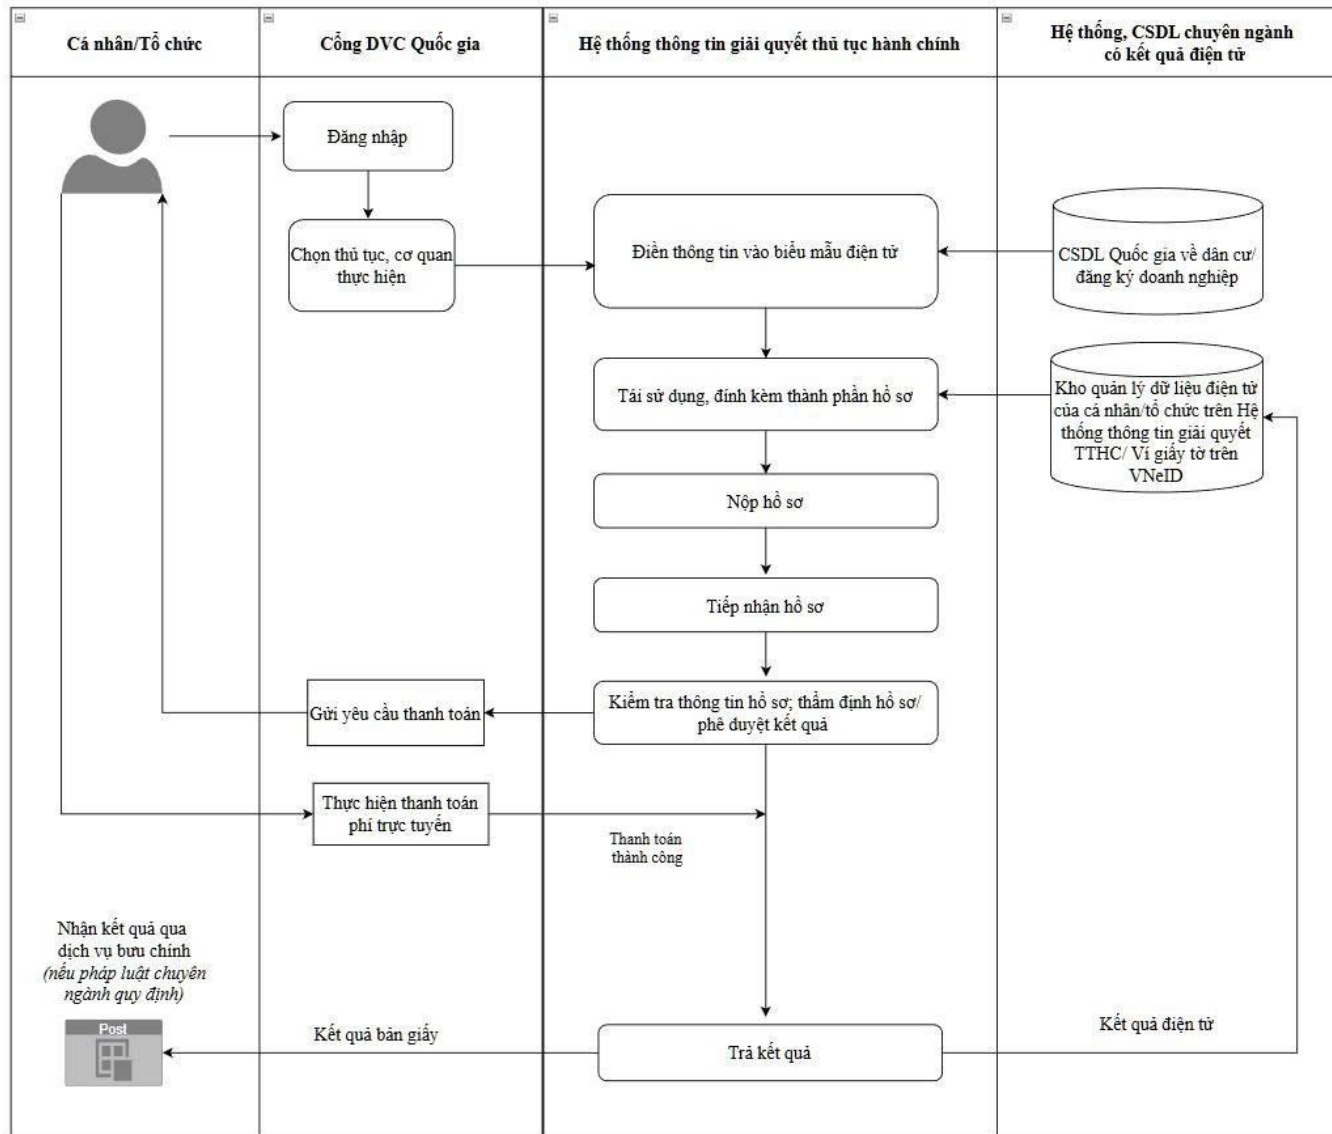 Cá nhân/Tổ chức
Cổng DVC Quốc gia
Hệ thống thông tin giải quyết thủ tục hành chính
Hệ thống, CSDL chuyên ngành
có kết quả điện tử
Đăng nhập
Chọn thủ tục, cơ quan
thực hiện
Điền thông tin vào biểu mẫu điện tử
CSDL Quốc gia về dân cư/
đăng ký doanh nghiệp
Tái sử dụng, đính kèm thành phần hồ sơ
Kho quản lý dữ liệu điện tử
của cá nhân/tổ chức trên Hệ
thống thông tin giải quyết
TTHC/ Ví giấy tờ trên
VNeID
Nộp hồ sơ
Tiếp nhận hồ sơ
Kiểm tra thông tin hồ sơ; thẩm định hồ sơ/
phê duyệt kết quả
Gửi yêu cầu thanh toán
Thực hiện thanh toán
phí trực tuyến
Thanh toán
thành công
Nhận kết quả qua
dịch vụ bưu chính
(nếu pháp luật chuyên
ngành quy định)
Post
Kết quả bản giấy
Trả kết quả
Kết quả điện tử